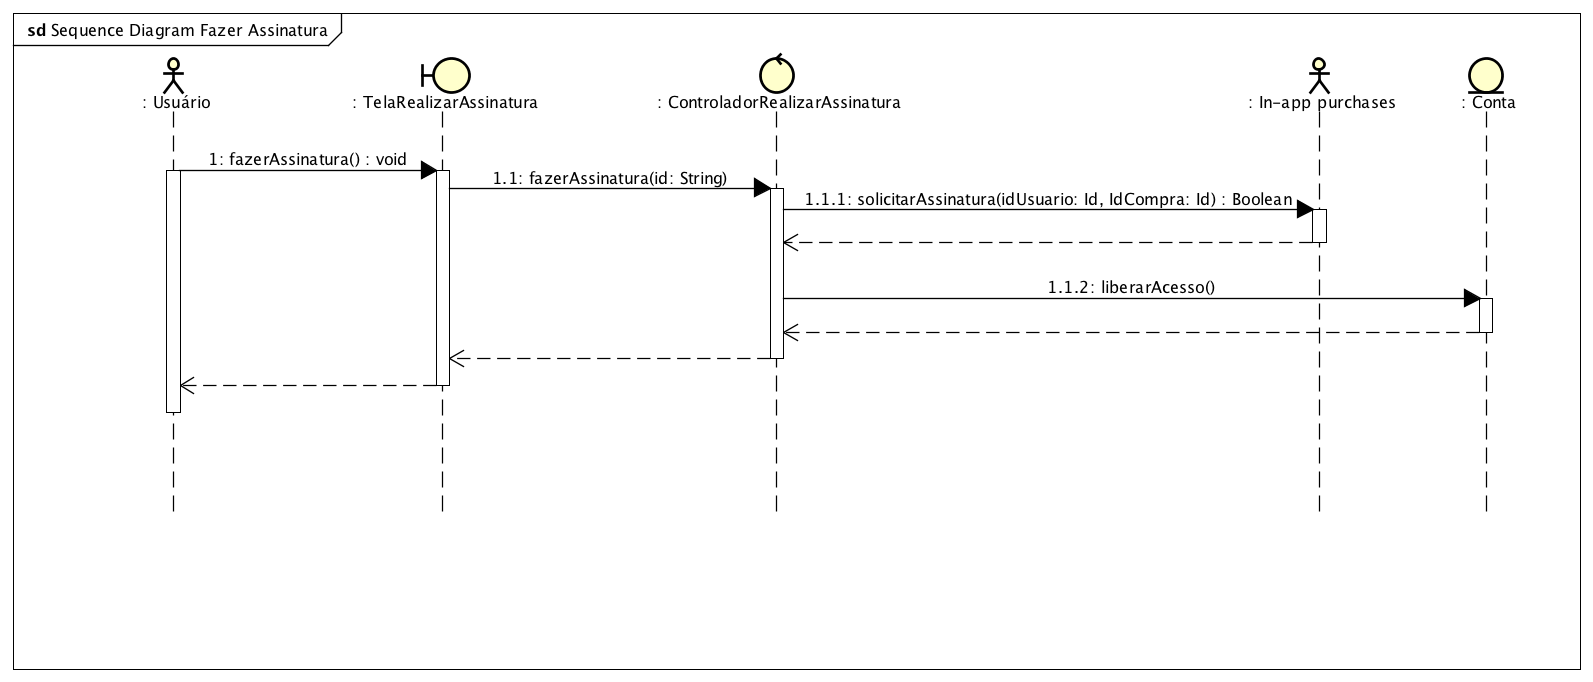 sd Sequence Diagram Fazer Assinatura
: Usuário
: TelaRealizarAssinatura
: ControladorRealizarAssinatura
: In-app purchases
: Conta
1: fazerAssinatura() : void
1.1: fazerAssinatura(id: String)
1.1.1: solicitarAssinatura(idUsuario: Id, IdCompra: Id) : Boolean
1.1.2: liberarAcesso()